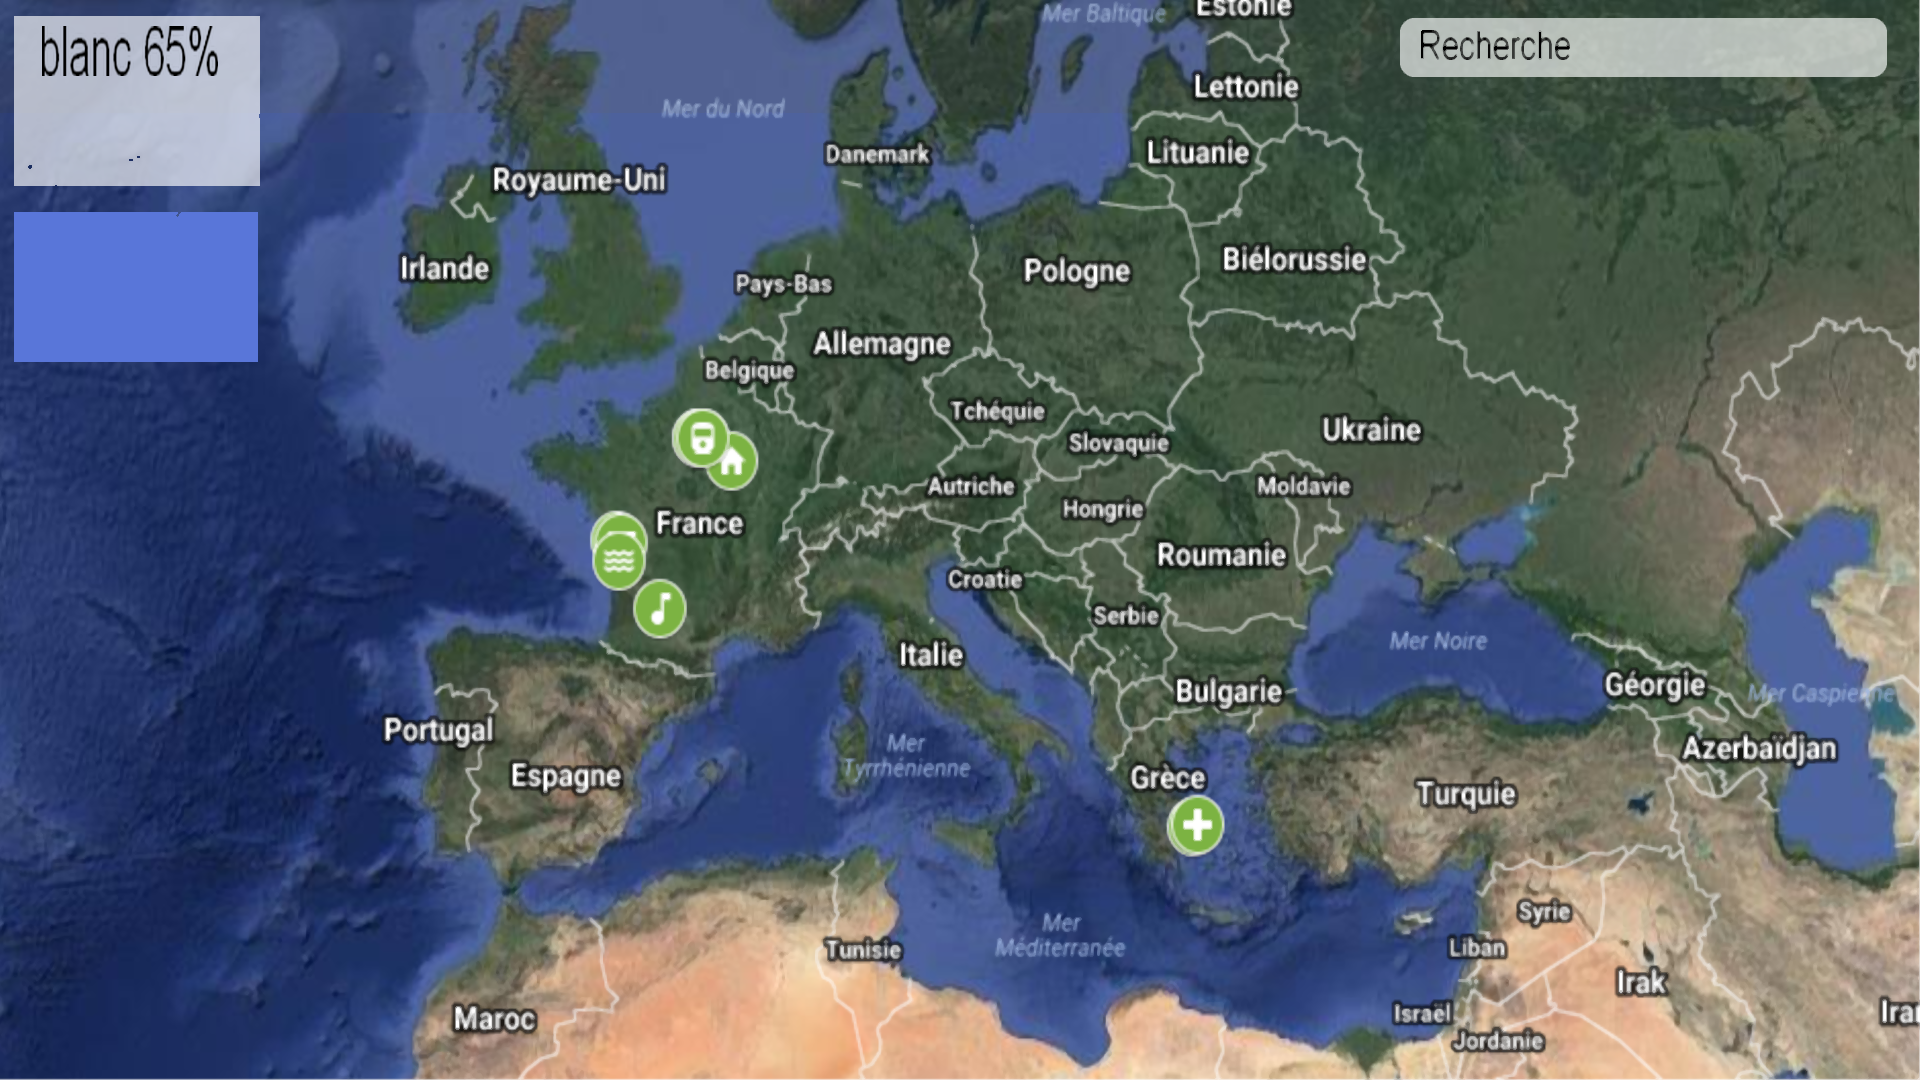 blanc 65%
Recherche
Mer Baltique
Estonie
Lettonie
Mer du Nord
Danemark
Lituanie
Royaume-Uni
Irlande
Pays-Bas
Pologne
Biélorussie
Allemagne
Belgique
Tchéquie
Slovaquie
Ukraine
Autriche
Moldavie
Hongrie
France
Roumanie
Croatie
Serbie
Mer Noire
Italie
Bulgarie
Géorgie
Mer Caspienne
Portugal
Mer
Tyrrhénienne
Azerbaïdjan
Espagne
Grèce
Turquie
Syrie
Mer
Méditerranée
Tunisie
Liban
Irak
Maroc
Israël
Iran
Jordanie